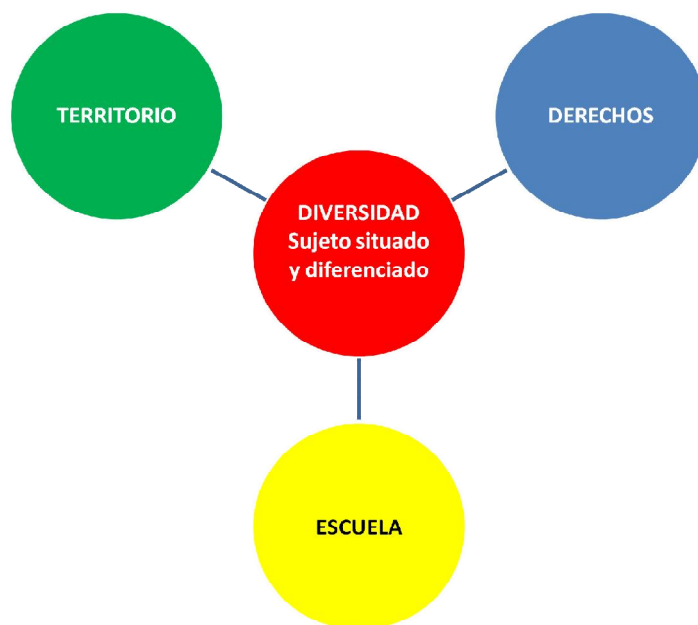 TERRITORIO
DERECHOS
DIVERSIDAD
Sujeto situado
y diferenciado
ESCUELA